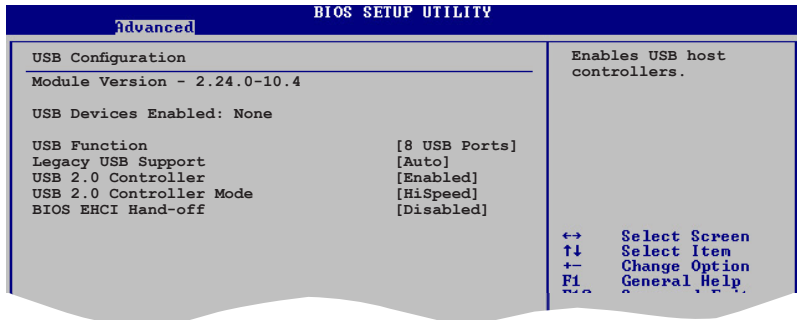 BIOS SETUP UTILITY
Advanced
USB Configuration
Module Version - 2.24.0-10.4
USB Devices Enabled: None
USB Function [8 USB Ports]
Legacy USB Support [Auto]
USB 2.0 Controller [Enabled]
USB 2.0 Controller Mode [HiSpeed]
BIOS EHCI Hand-off [Disabled]
Enables USB host
controllers.
←→ Select Screen
↑↓ Select Item
+- Change Option
F1 General Help